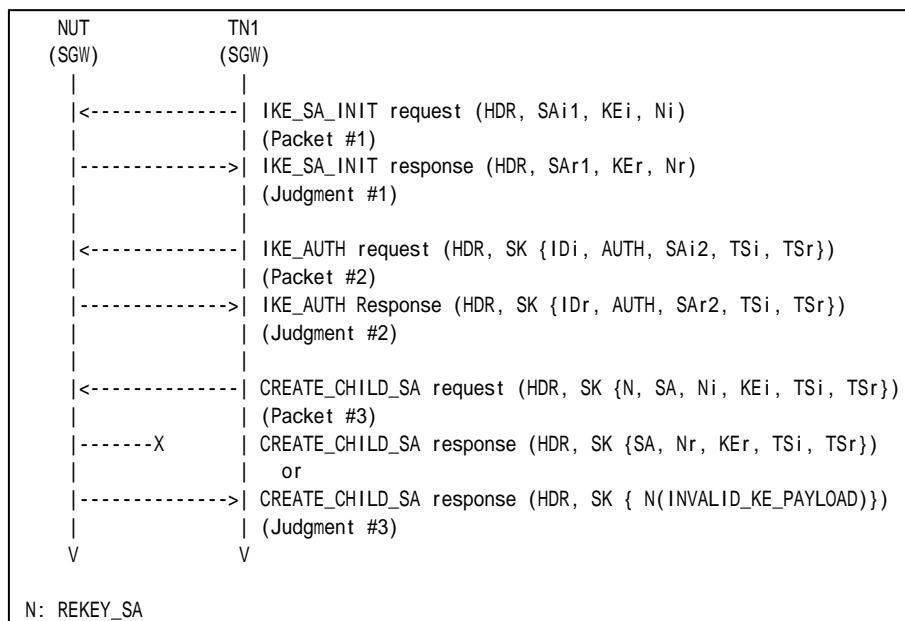 NUT TN1
(SGW) (SGW)
| |
|<--------------| IKE_SA_INIT request (HDR, SAi1, KEi, Ni)
| | (Packet #1)
|-------------->| IKE_SA_INIT response (HDR, SAr1, KEr, Nr)
| | (Judgment #1)
| |
|<--------------| IKE_AUTH request (HDR, SK {IDi, AUTH, SAi2, TSi, TSr})
| | (Packet #2)
|-------------->| IKE_AUTH Response (HDR, SK {IDr, AUTH, SAr2, TSi, TSr})
| | (Judgment #2)
| |
|<--------------| CREATE_CHILD_SA request (HDR, SK {N, SA, Ni, KEi, TSi, TSr})
| | (Packet #3)
|-------X | CREATE_CHILD_SA response (HDR, SK {SA, Nr, KEr, TSi, TSr})
| | or
|-------------->| CREATE_CHILD_SA response (HDR, SK { N(INVALID_KE_PAYLOAD)})
| | (Judgment #3)
V V
N: REKEY_SA